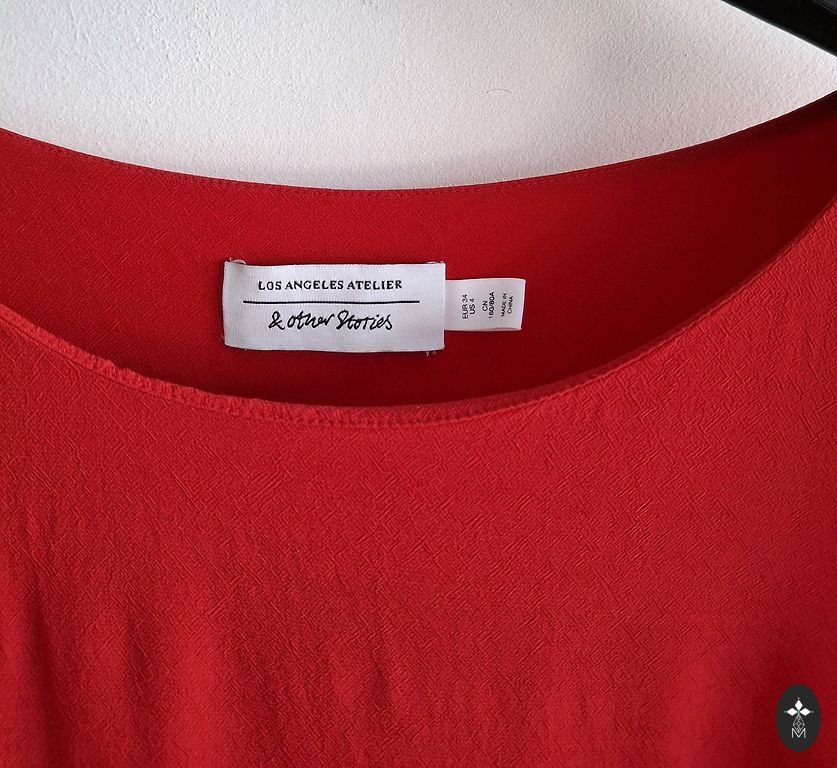 LOS ANGELES ATELIER
& other Stories
EUR 34
US 4
CN
160/80A
MADE IN
CHINA
M